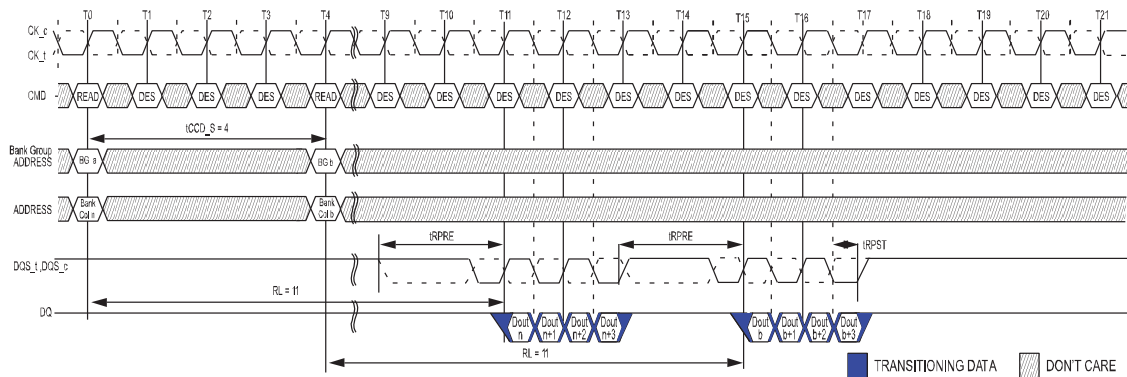 T0 T1 T2 T3 T4 T9 T10 T11 T12 T13 T14 T15 T16 T17 T18 T19 T20 T21
CK_c
CK_t
CMD READ DES DES DES READ DES DES DES DES DES DES DES DES DES DES DES DES DES
tCCD_S = 4
Bank Group
ADDRESS BG a BG b
ADDRESS Bank Col n Bank Col b
tRPRE tRPRE tRPST
DQS_t ,DQS_c
RL = 11
DQ Dout n Dout n+1 Dout n+2 Dout n+3 Dout b Dout b+1 Dout b+2 Dout b+3
RL = 11
TRANSITIONING DATA DON'T CARE